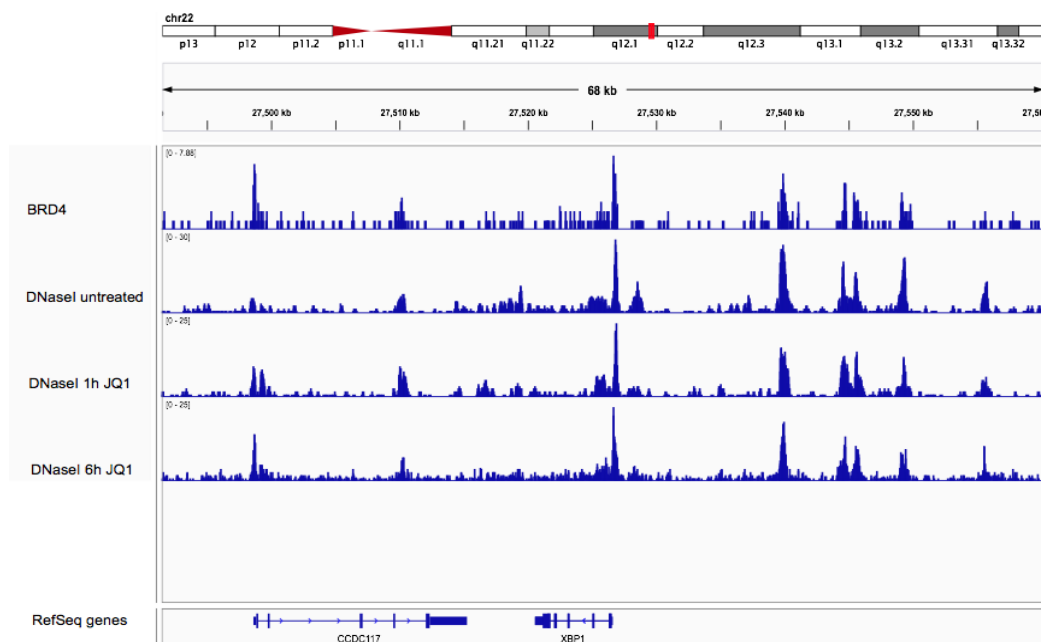 chr22
p13 p12 p11.2 p11.1 q11.1 q11.21 q11.22 q12.1 q12.2 q12.3 q13.1 q13.2 q13.31 q13.32
68 kb
27,500 kb 27,510 kb 27,520 kb 27,530 kb 27,540 kb 27,550 kb
[0 - 7.88]
BRD4
[0 - 30]
DNaseI untreated
[0 - 25]
DNaseI 1h JQ1
[0 - 25]
DNaseI 6h JQ1
RefSeq genes
CCDC117 XBP1